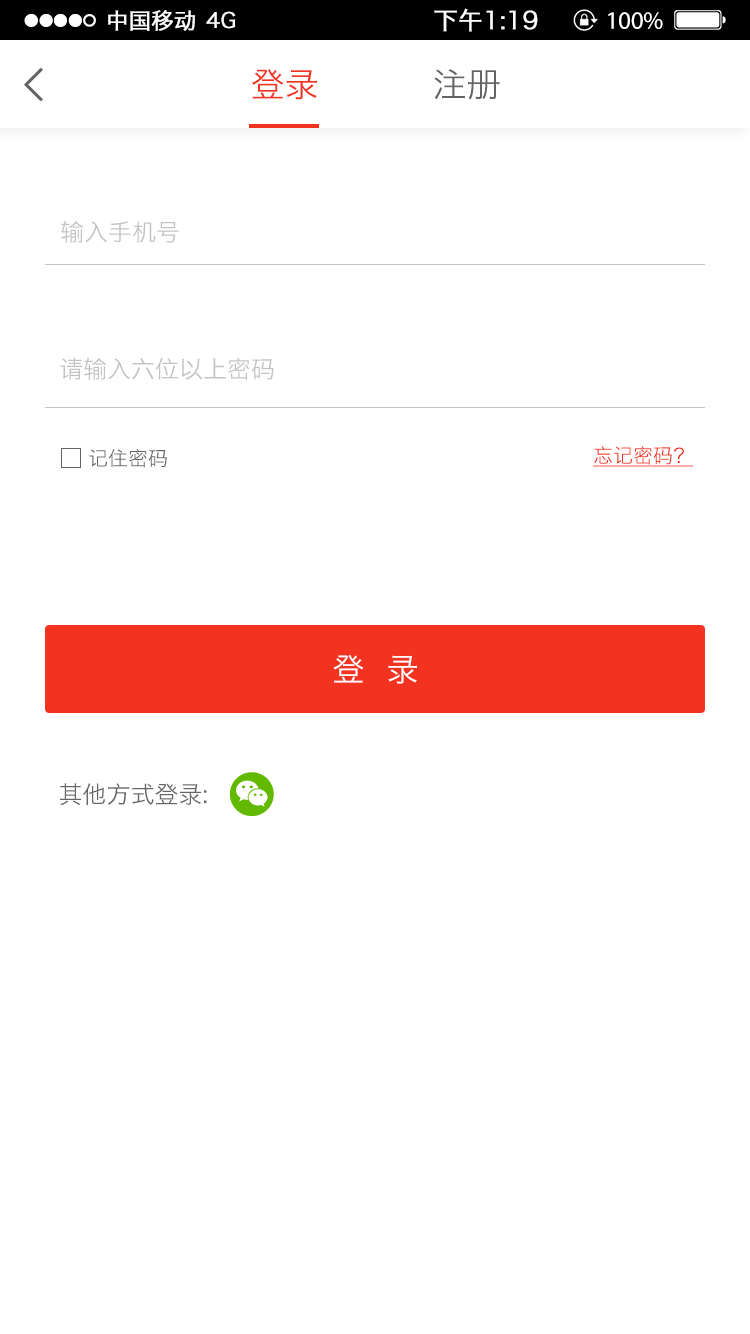 中国移动 4G 下午1:19 100%
登录 注册
输入手机号
请输入六位以上密码
记住密码 忘记密码？
登 录
其他方式登录: